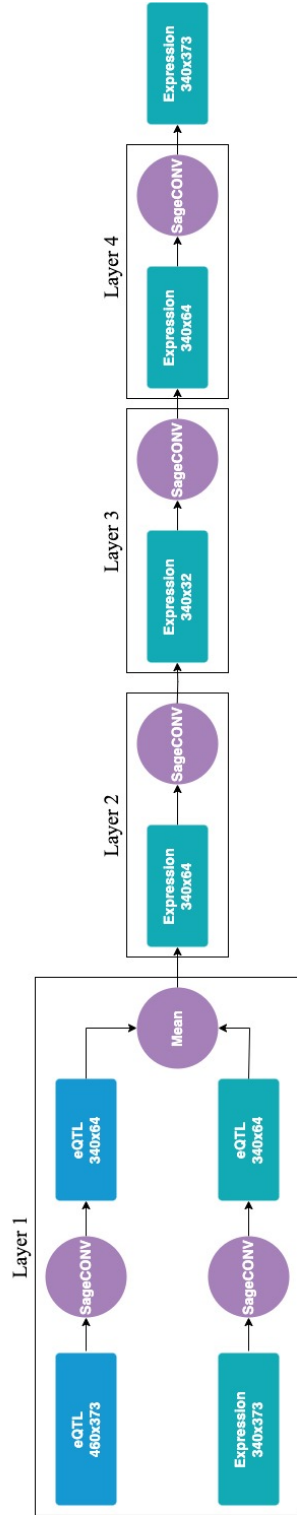 Layer 1
eQTL
460x373
SageCONV
eQTL
340x64
Expression
340x373
SageCONV
eQTL
340x64
Mean
Layer 2
Expression
340x64
SageCONV
Layer 3
Expression
340x32
SageCONV
Layer 4
Expression
340x64
SageCONV
Expression
340x373